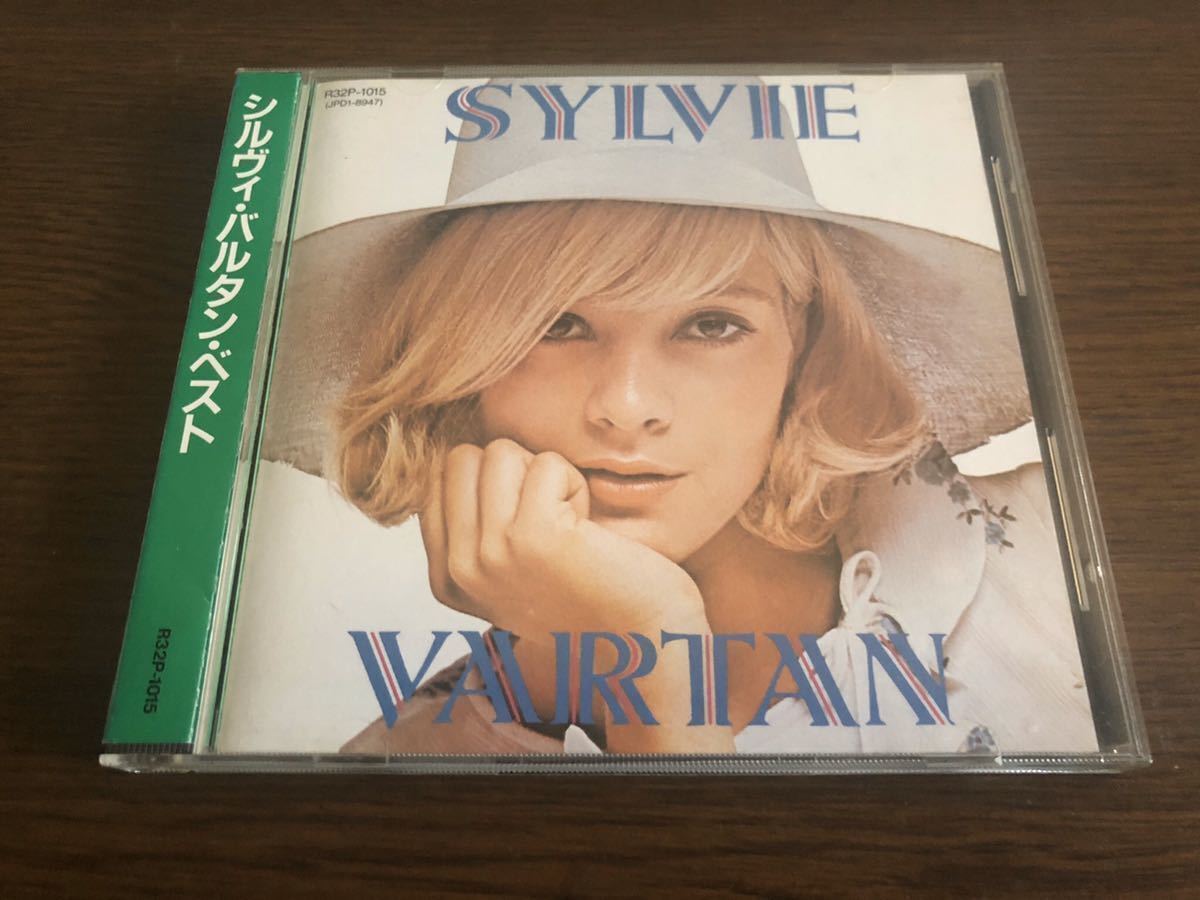 シルヴィ・バルタン・ベスト
R32P-1015
R32P-1015
(JPD1-8947)
SYLVIE
VARTAN